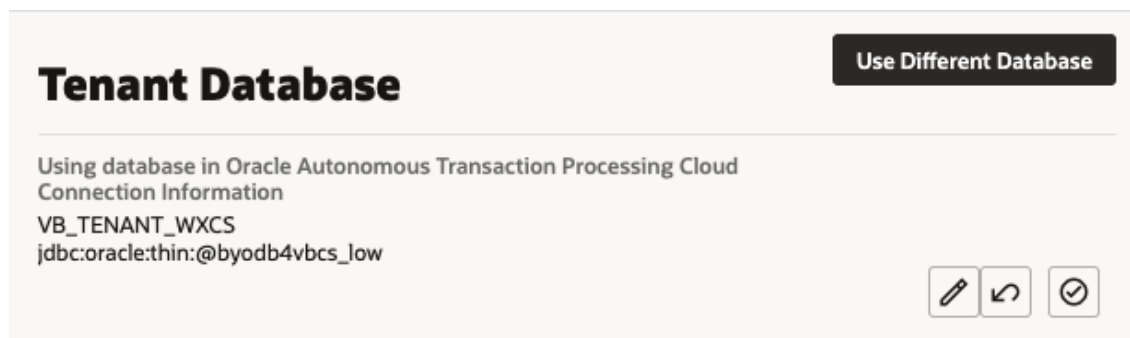 Use Different Database
Tenant Database
Using database in Oracle Autonomous Transaction Processing Cloud
Connection Information
VB_TENANT_WXCS
jdbc:oracle:thin:@byodb4vbcs_low